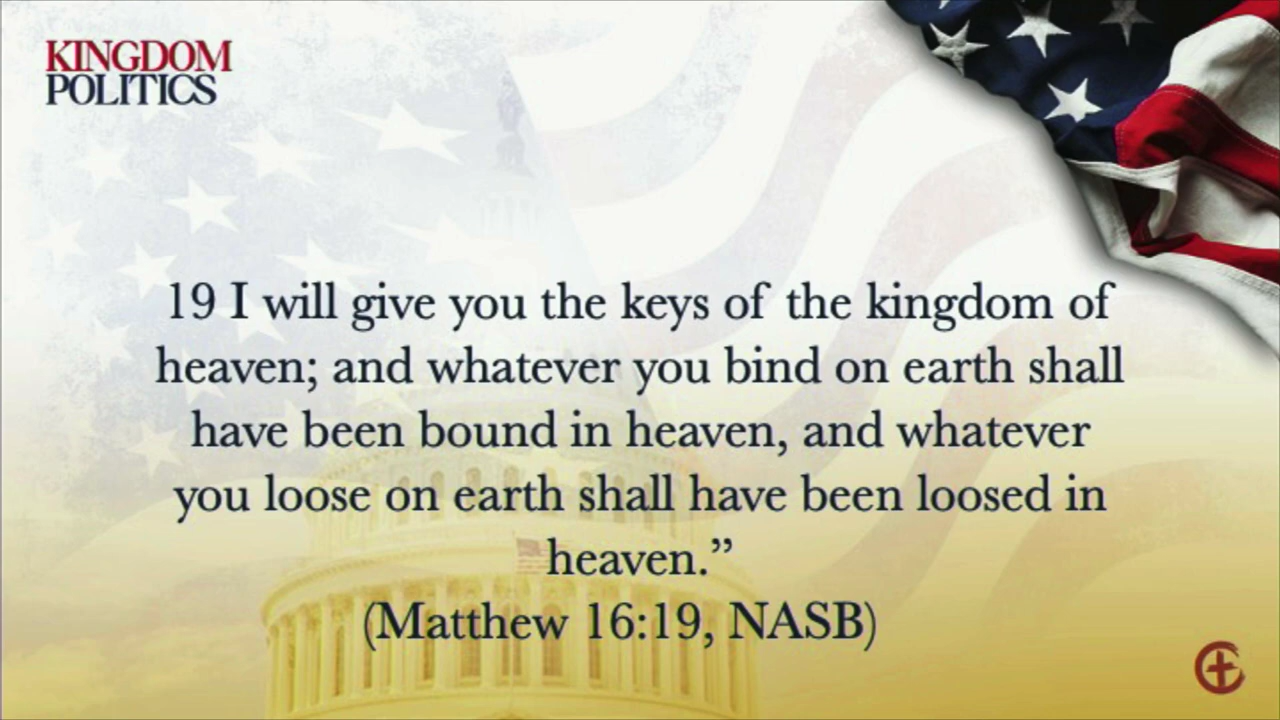 KINGDOM
POLITICS
19 I will give you the keys of the kingdom of
heaven; and whatever you bind on earth shall
have been bound in heaven, and whatever
you loose on earth shall have been loosed in
heaven.”
(Matthew 16:19, NASB)